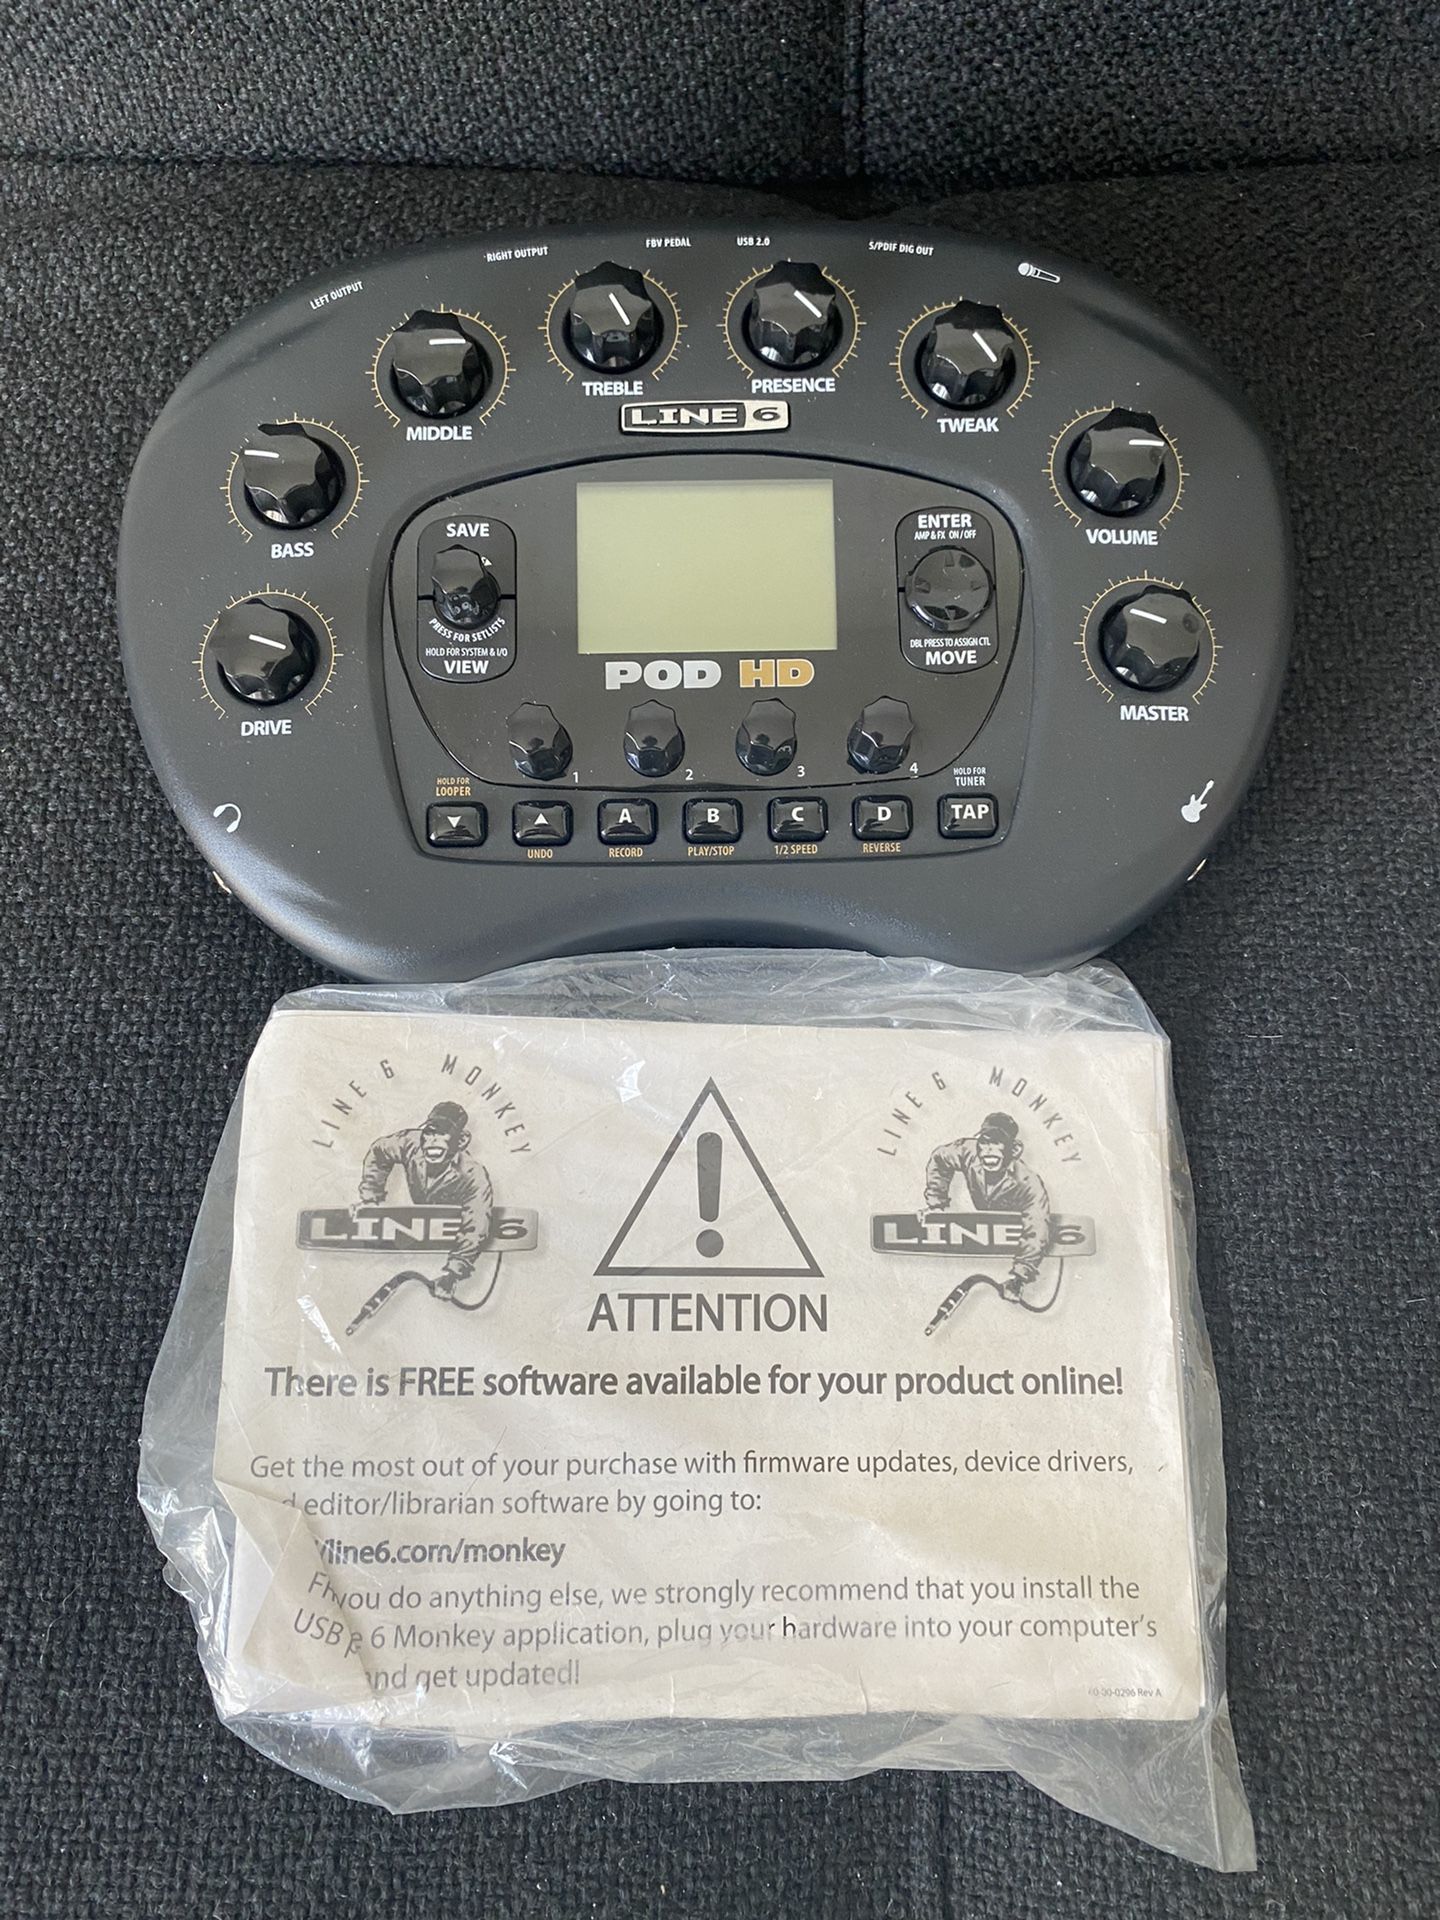 LEFT OUTPUT
RIGHT OUTPUT
FBV PEDAL
USB 2.0
S/PDIF DIG OUT
BASS
MIDDLE
TREBLE
PRESENCE
TWEAK
VOLUME
LINE 6
DRIVE
MASTER
SAVE
PRESS FOR SETLISTS
HOLD FOR SYSTEM & I/O
VIEW
ENTER
AMP & FX ON/OFF
DBL PRESS TO ASSIGN CTL
MOVE
POD HD
1
2
3
4
HOLD FOR
LOOPER
HOLD FOR
TUNER
A
B
C
D
TAP
UNDO
RECORD
PLAY/STOP
1/2 SPEED
REVERSE
LINE 6 MONKEY
LINE 6
LINE 6 MONKEY
LINE 6
ATTENTION
There is FREE software available for your product online!
Get the most out of your purchase with firmware updates, device drivers,
editor/librarian software by going to:
line6.com/monkey
you do anything else, we strongly recommend that you install the
USB 6 Monkey application, plug your hardware into your computer's
and get updated!
0-00-0296 Rev A